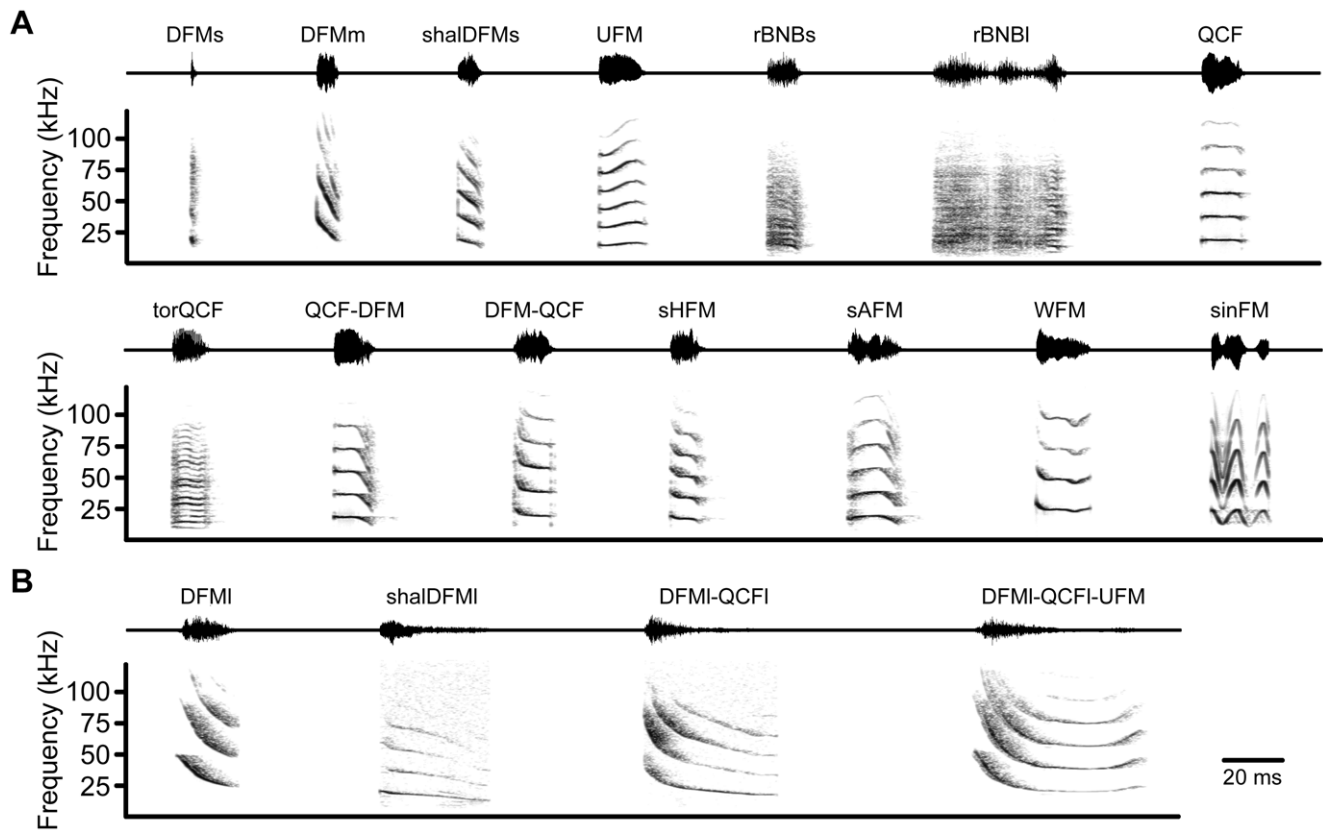 A
DFMs DFMm shalDFMs UFM rBNBs rBNBl QCF
Frequency (kHz)
100
75
50
25
torQCF QCF-DFM DFM-QCF sHFM sAFM WFM sinFM
Frequency (kHz)
100
75
50
25
B
DFMl shalDFMl DFMl-QCFl DFMl-QCFl-UFM
Frequency (kHz)
100
75
50
25
20 ms